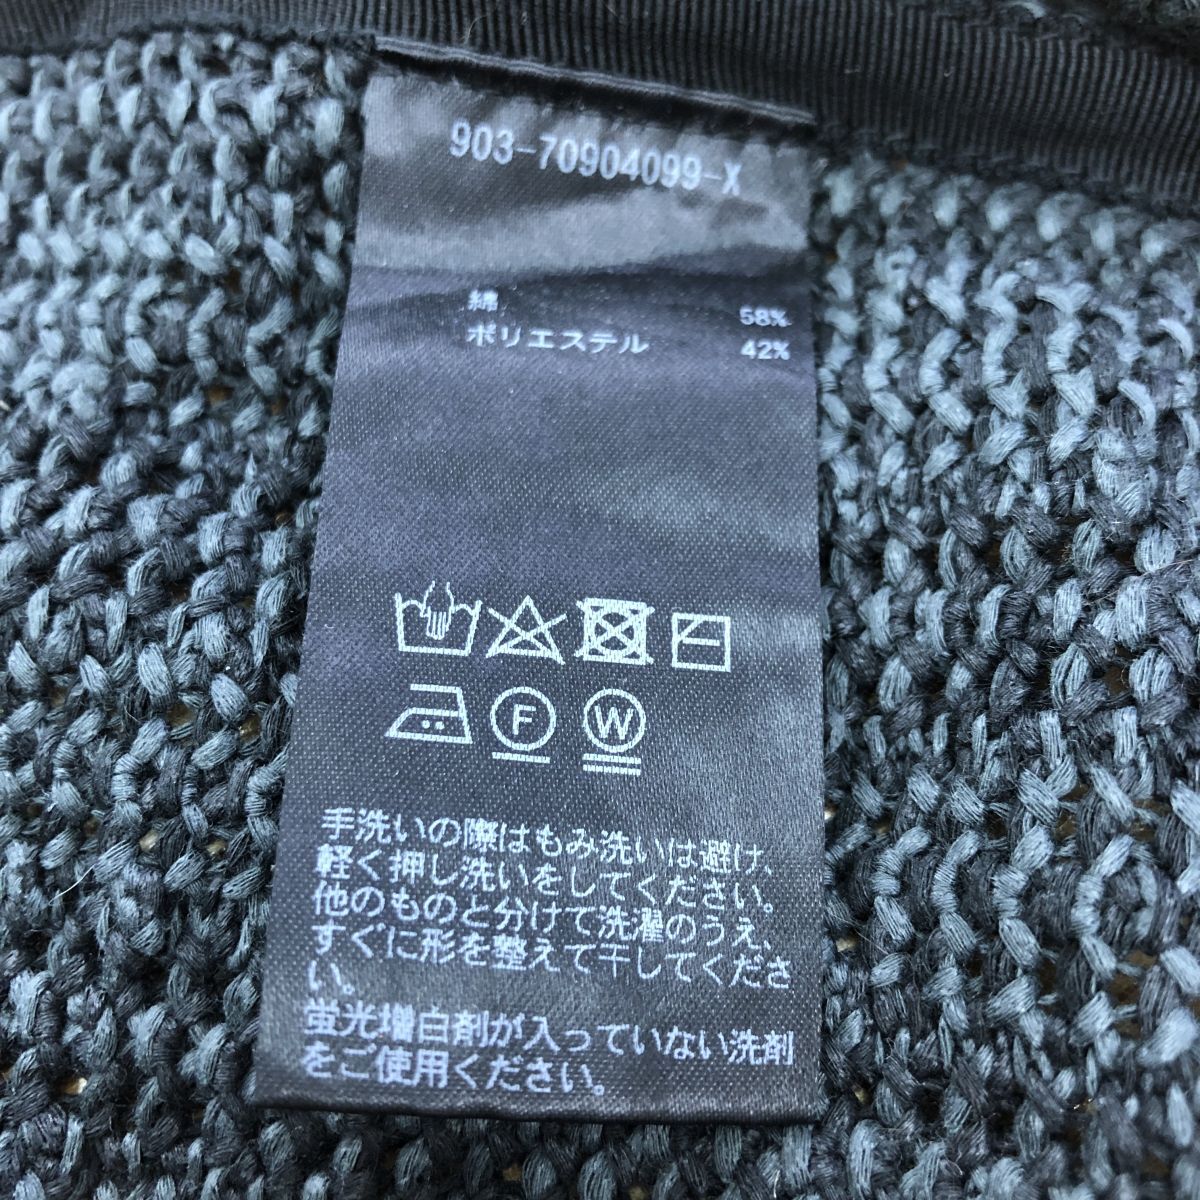 903-70904099-X
綿 58%
ポリエステル 42%
F W
手洗いの際はもみ洗いは避け、
軽く押し洗いをしてください。
他のものと分けて洗濯のうえ、
すぐに形を整えて干してくださ
い。
蛍光増白剤が入っていない洗剤
をご使用ください。